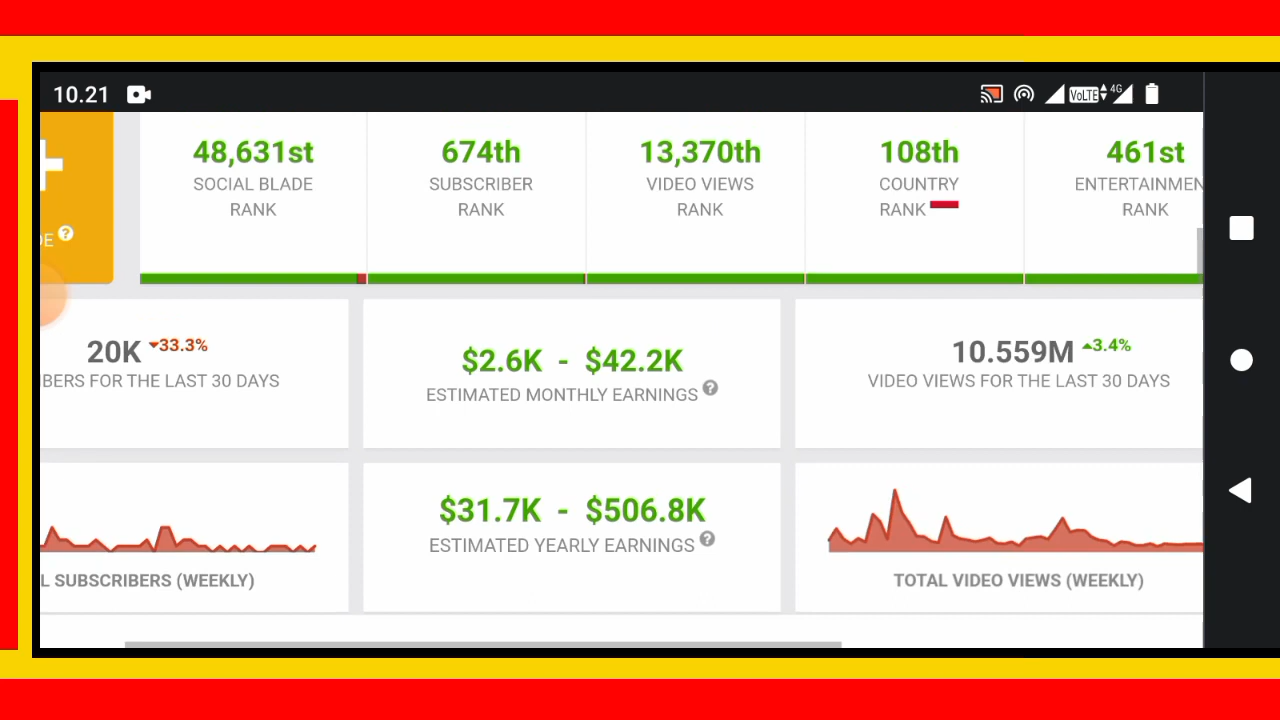 10.21
VoLTE 4G
48,631st
SOCIAL BLADE
RANK
674th
SUBSCRIBER
RANK
13,370th
VIDEO VIEWS
RANK
108th
COUNTRY
RANK
461st
ENTERTAINMEN
RANK
DE ?
20K 33.3%
BERS FOR THE LAST 30 DAYS
$2.6K - $42.2K
ESTIMATED MONTHLY EARNINGS ?
10.559M 3.4%
VIDEO VIEWS FOR THE LAST 30 DAYS
L SUBSCRIBERS (WEEKLY)
$31.7K - $506.8K
ESTIMATED YEARLY EARNINGS ?
TOTAL VIDEO VIEWS (WEEKLY)